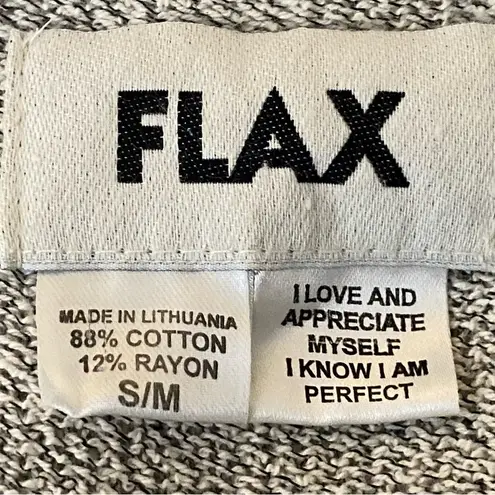 FLAX
MADE IN LITHUANIA
88% COTTON
12% RAYON
S/M
I LOVE AND
APPRECIATE
MYSELF
I KNOW I AM
PERFECT